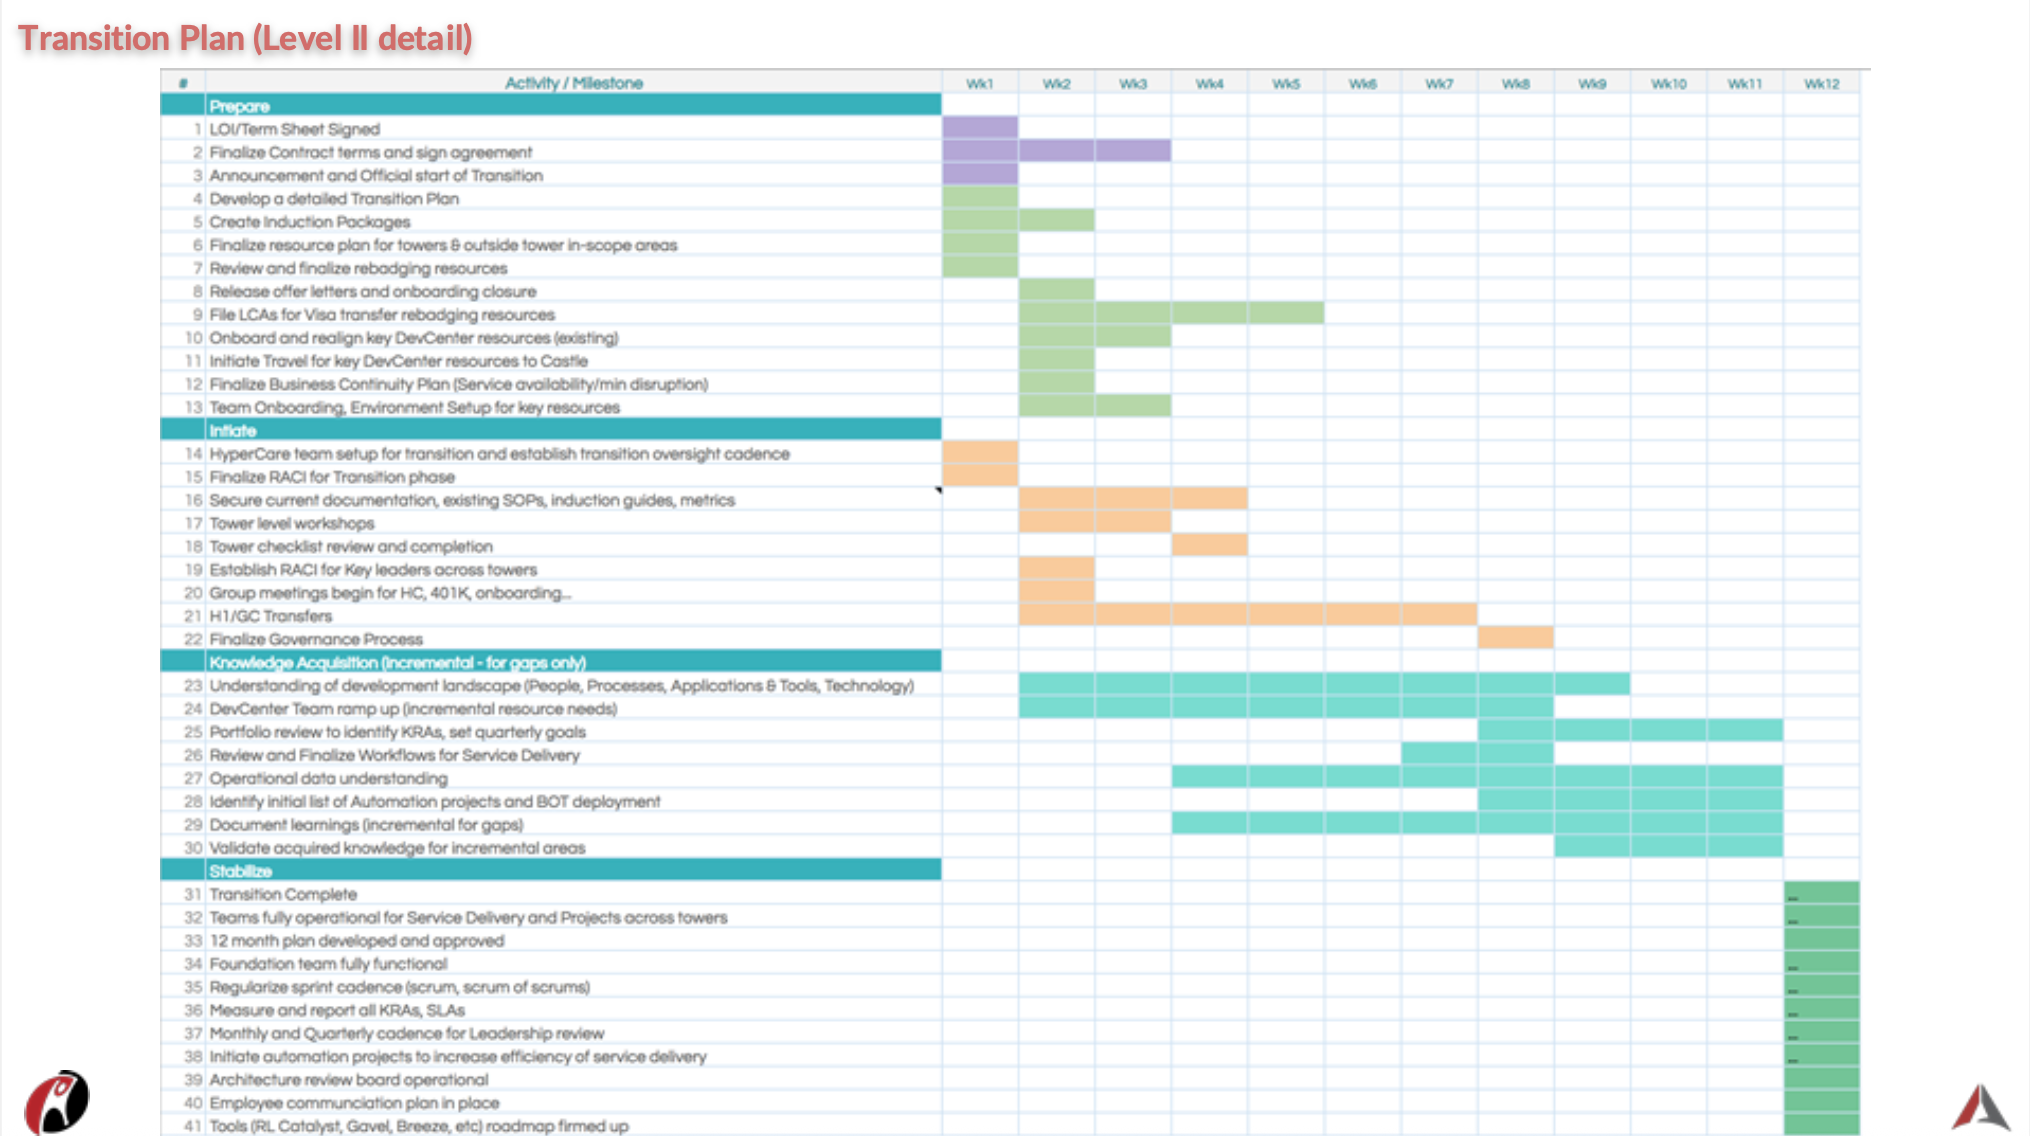 Transition Plan (Level II detail)
# Activity / Milestone Wk1 Wk2 Wk3 Wk4 Wk5 Wk6 Wk7 Wk8 Wk9 Wk10 Wk11 Wk12
Prepare
1 LOI/Term Sheet Signed
2 Finalize Contract terms and sign agreement
3 Announcement and Official start of Transition
4 Develop a detailed Transition Plan
5 Create Induction Packages
6 Finalize resource plan for towers & outside tower in-scope areas
7 Review and finalize rebadging resources
8 Release offer letters and onboarding closure
9 File LCAs for Visa transfer rebadging resources
10 Onboard and realign key DevCenter resources (existing)
11 Initiate Travel for key DevCenter resources to Castle
12 Finalize Business Continuity Plan (Service availability/min disruption)
13 Team Onboarding, Environment Setup for key resources
Intiate
14 HyperCare team setup for transition and establish transition oversight cadence
15 Finalize RACI for Transition phase
16 Secure current documentation, existing SOPs, induction guides, metrics
17 Tower level workshops
18 Tower checklist review and completion
19 Establish RACI for Key leaders across towers
20 Group meetings begin for HC, 401K, onboarding...
21 H1/GC Transfers
22 Finalize Governance Process
Knowledge Acquisition (incremental - for gaps only)
23 Understanding of development landscape (People, Processes, Applications & Tools, Technology)
24 DevCenter Team ramp up (incremental resource needs)
25 Portfolio review to identify KRAs, set quarterly goals
26 Review and Finalize Workflows for Service Delivery
27 Operational data understanding
28 Identify initial list of Automation projects and BOT deployment
29 Document learnings (incremental for gaps)
30 Validate acquired knowledge for incremental areas
Stabilize
31 Transition Complete
32 Teams fully operational for Service Delivery and Projects across towers
33 12 month plan developed and approved
34 Foundation team fully functional
35 Regularize sprint cadence (scrum, scrum of scrums)
36 Measure and report all KRAs, SLAs
37 Monthly and Quarterly cadence for Leadership review
38 Initiate automation projects to increase efficiency of service delivery
39 Architecture review board operational
40 Employee communciation plan in place
41 Tools (RL Catalyst, Gavel, Breeze, etc) roadmap firmed up